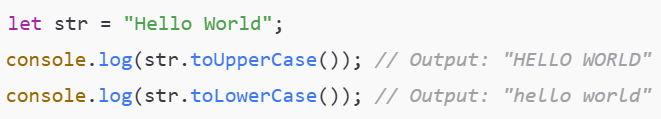 let str = "Hello World";
console.log(str.toUpperCase()); // Output: "HELLO WORLD"
console.log(str.toLowerCase()); // Output: "hello world"